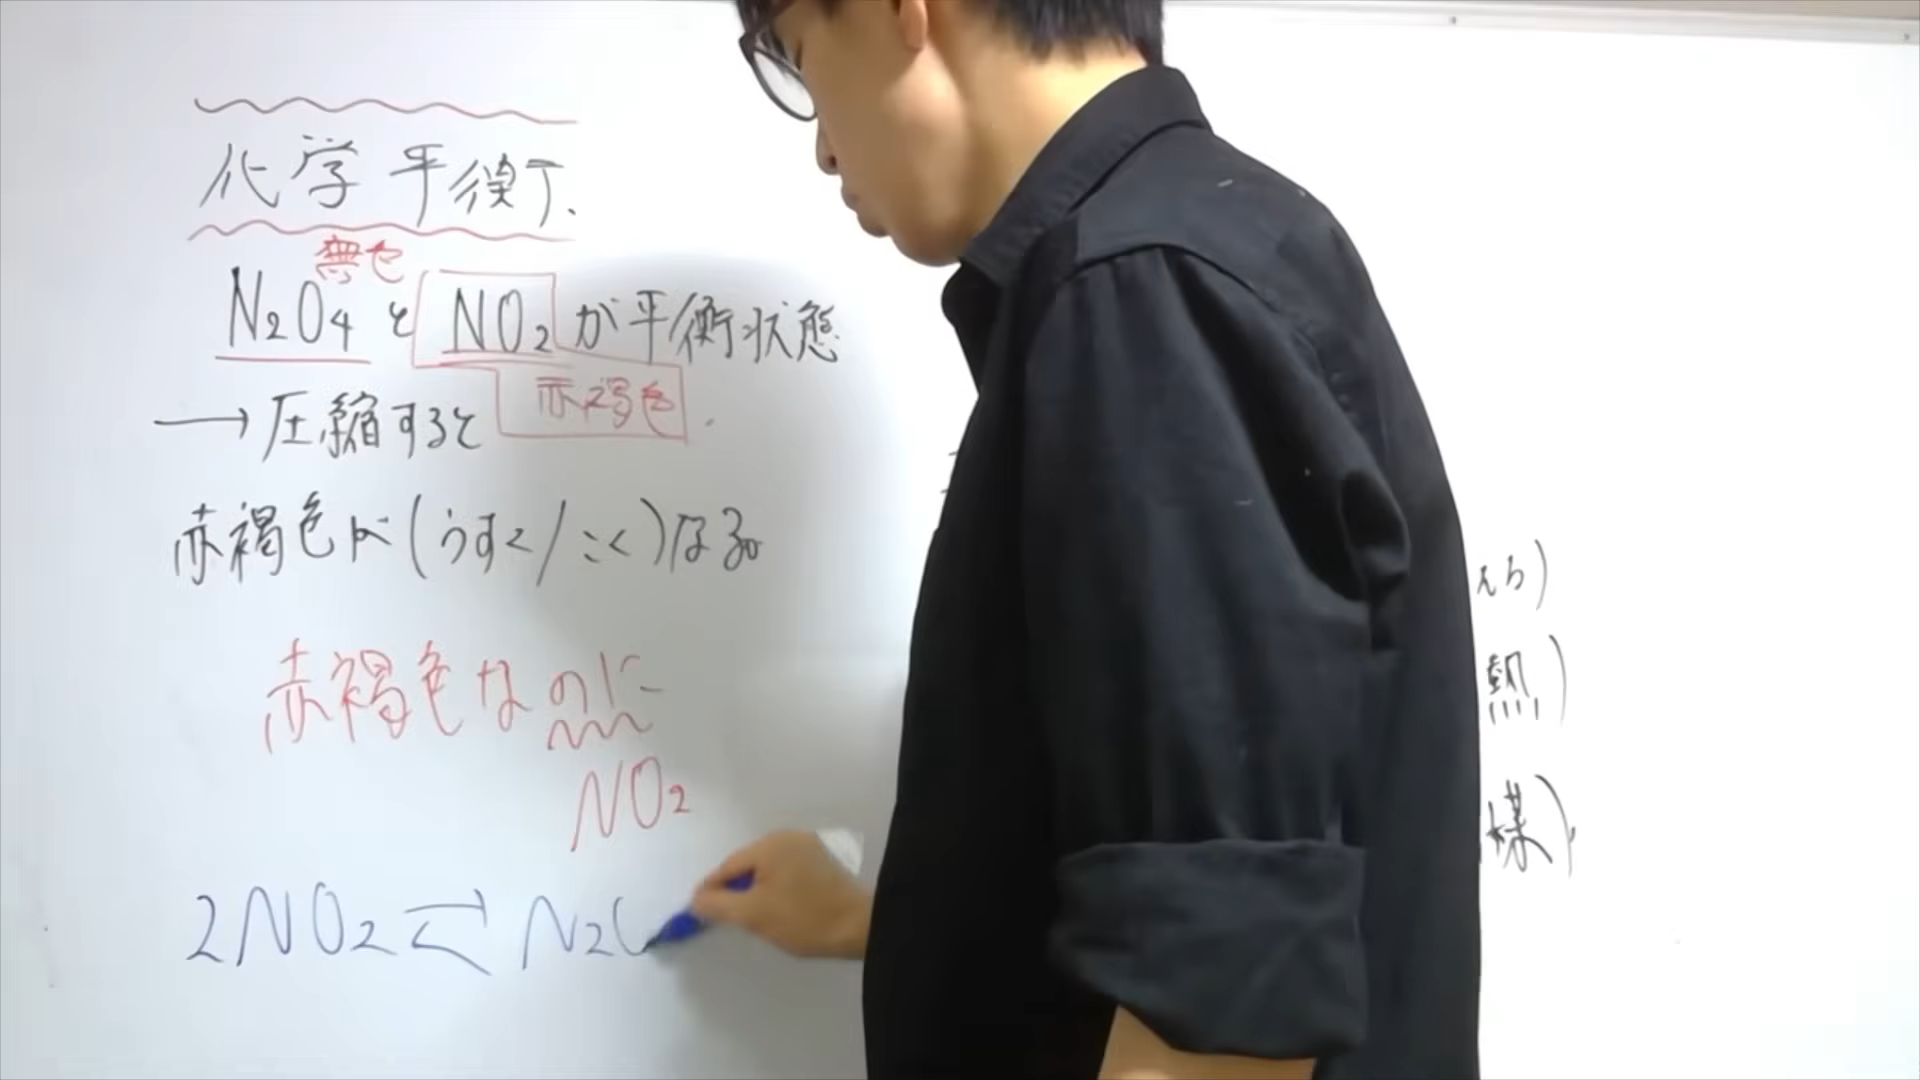 化学平衡.
無色
N2O4 と NO2 が平衡状態
赤褐色
→ 圧縮すると
赤褐色が(うすく/こく)なる。
赤褐色なのに
NO2
2NO2 ⇄ N2O
熱)
媒)